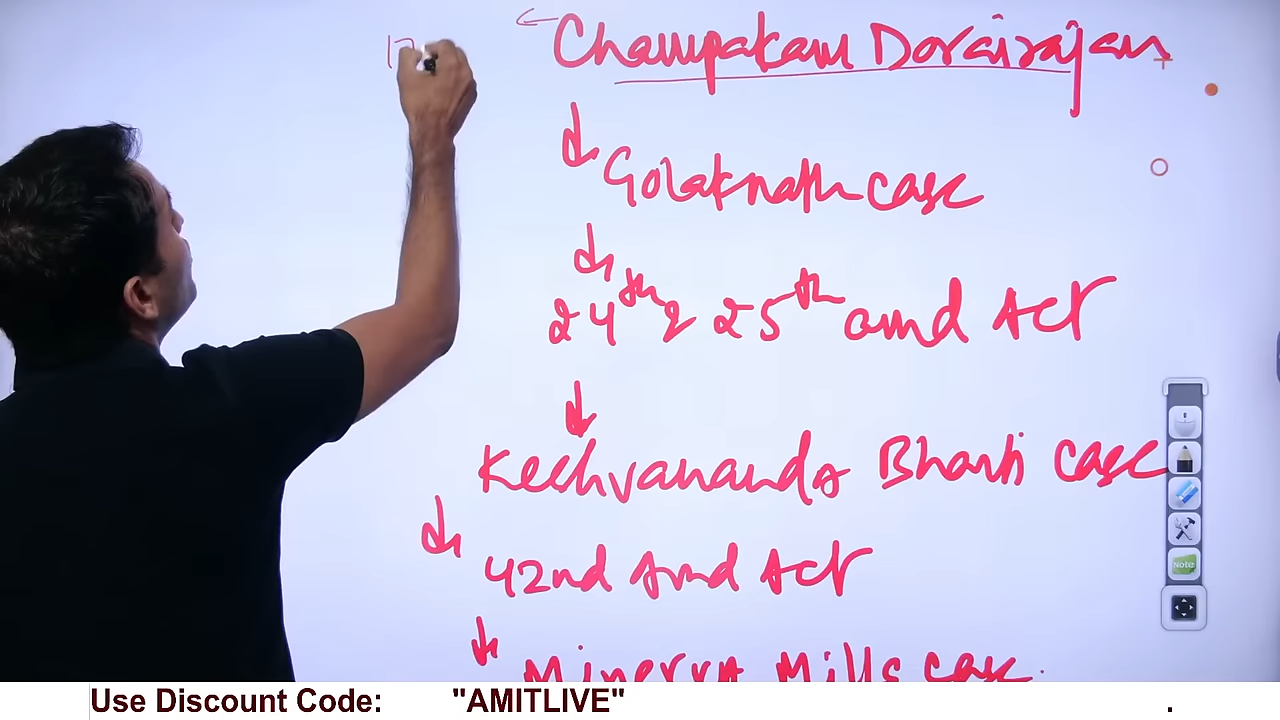 ← Champakam Dorairajan
Golaknath case
24th & 25th amd Act
Keshvananda Bharti case
42nd Amd Act
Minerva Mills case.
Note
Use Discount Code: "AMITLIVE" .